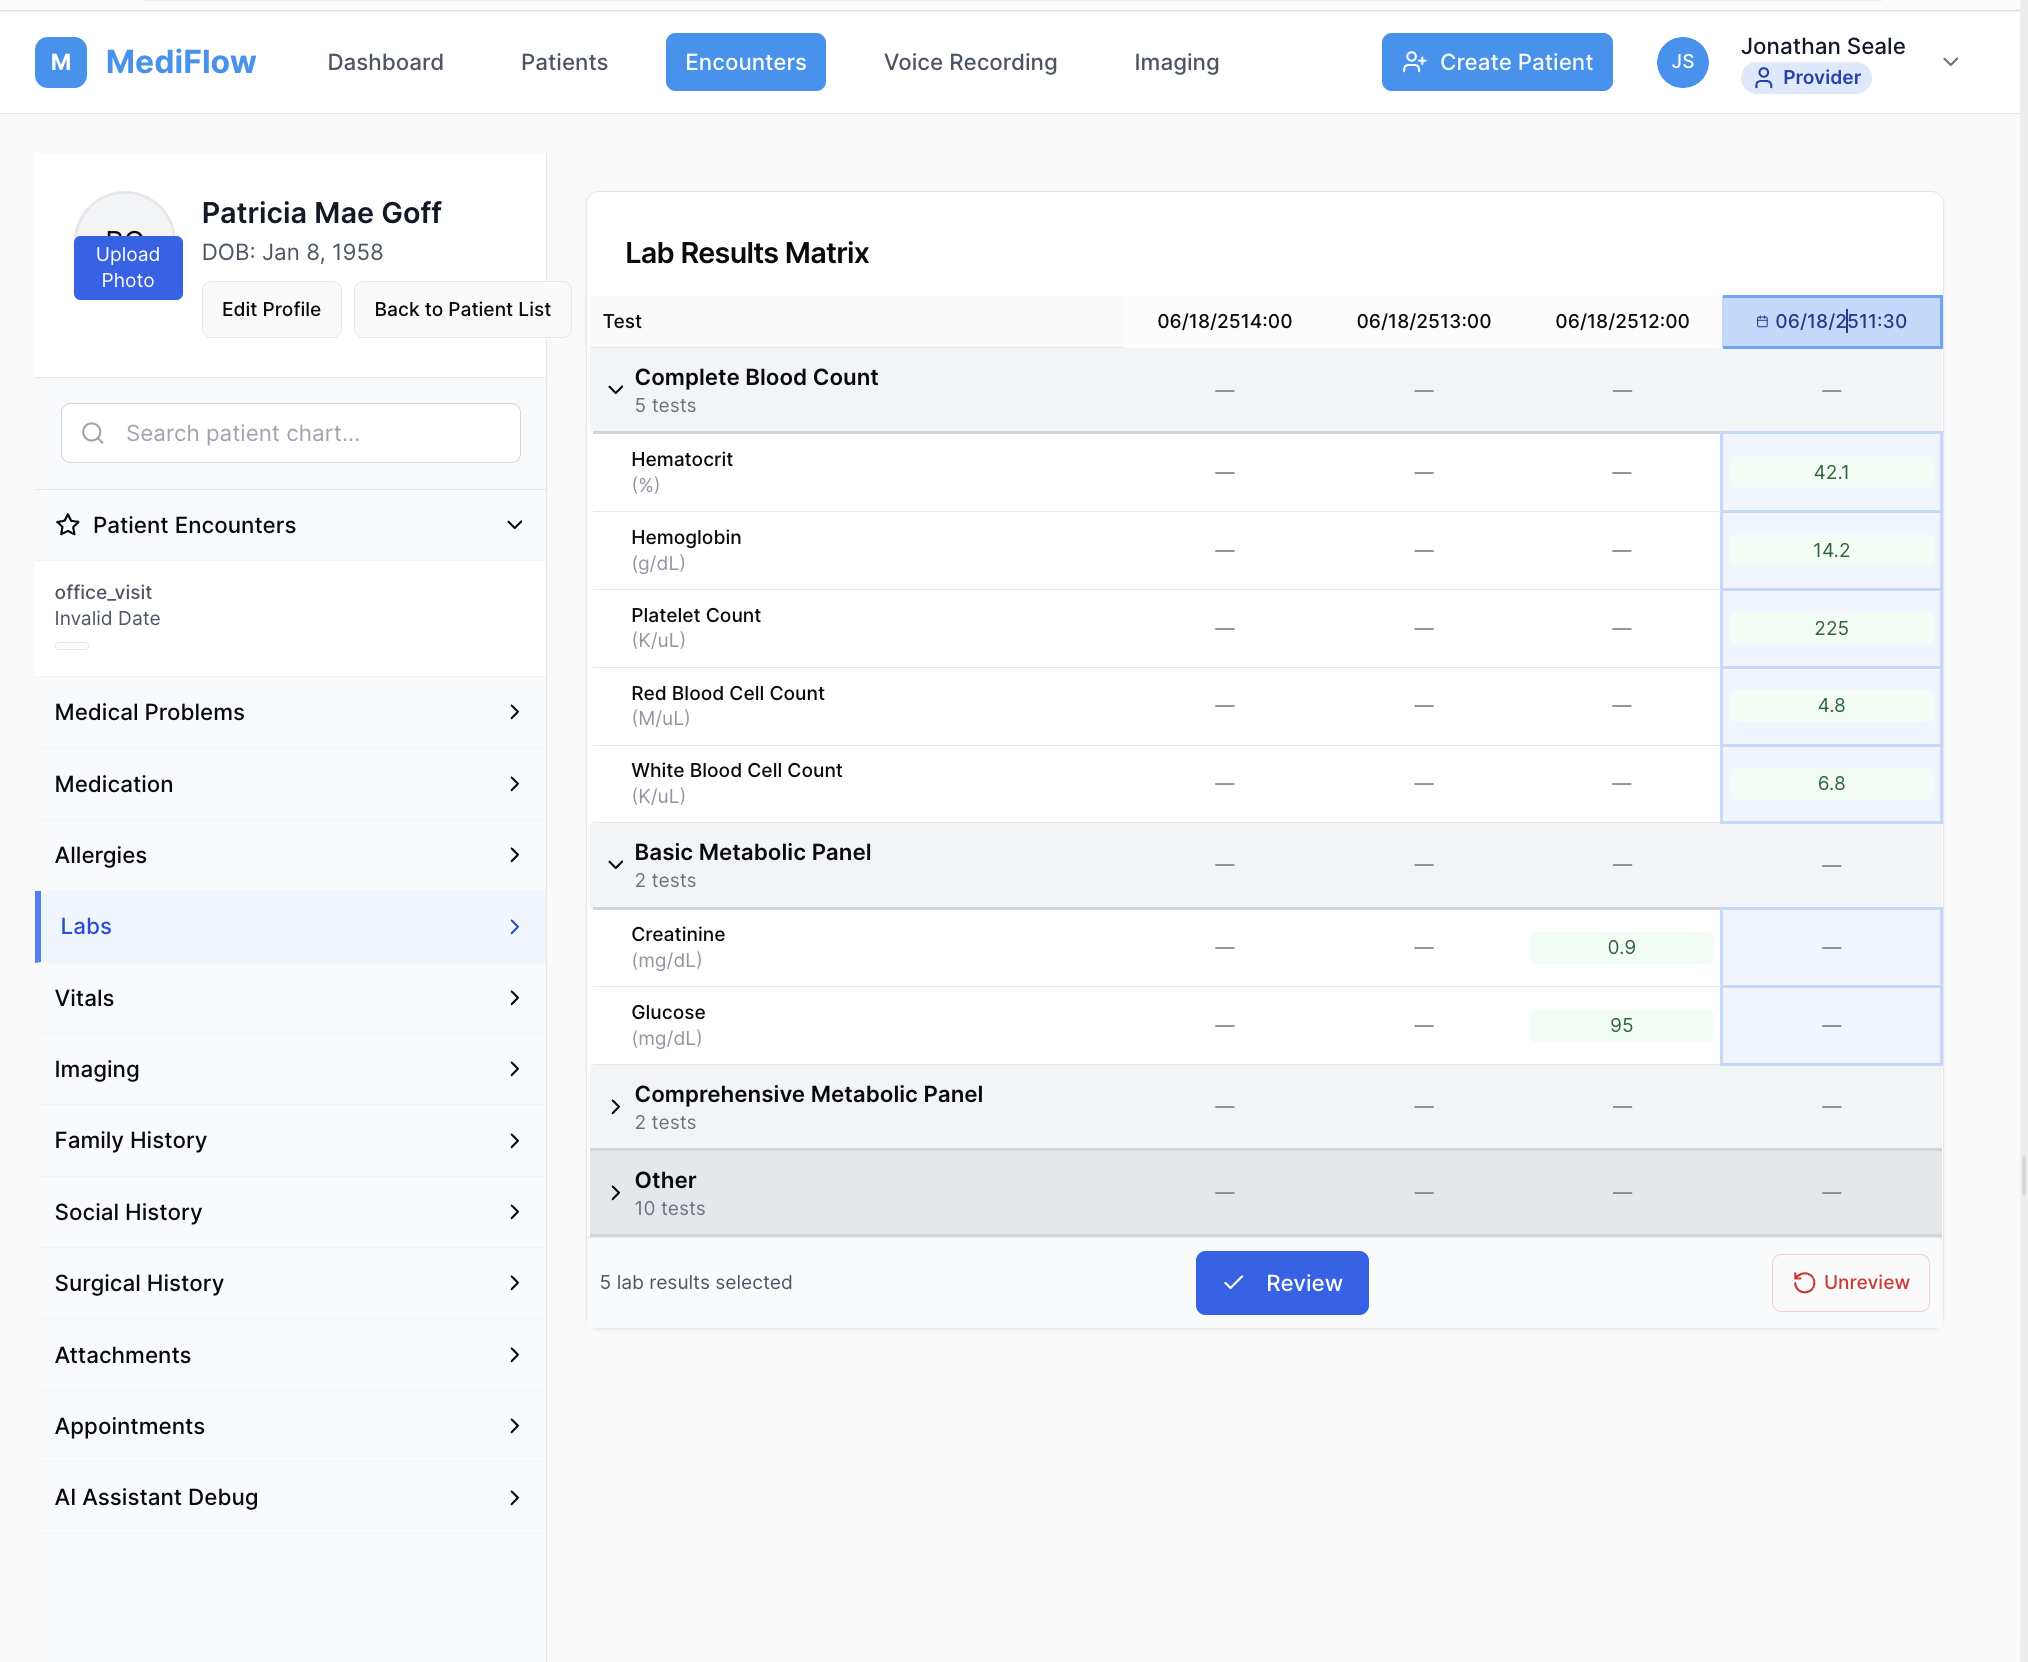 M MediFlow Dashboard Patients Encounters Voice Recording Imaging Create Patient JS Jonathan Seale
Provider
Patricia Mae Goff
DOB: Jan 8, 1958
Upload
Photo
Edit Profile Back to Patient List
Search patient chart...
Patient Encounters
office_visit
Invalid Date
Medical Problems
Medication
Allergies
Labs
Vitals
Imaging
Family History
Social History
Surgical History
Attachments
Appointments
AI Assistant Debug
Lab Results Matrix
Test 06/18/2514:00 06/18/2513:00 06/18/2512:00 06/18/2511:30
Complete Blood Count — — — —
5 tests
Hematocrit — — — 42.1
(%)
Hemoglobin — — — 14.2
(g/dL)
Platelet Count — — — 225
(K/uL)
Red Blood Cell Count — — — 4.8
(M/uL)
White Blood Cell Count — — — 6.8
(K/uL)
Basic Metabolic Panel — — — —
2 tests
Creatinine — — 0.9 —
(mg/dL)
Glucose — — 95 —
(mg/dL)
Comprehensive Metabolic Panel — — — —
2 tests
Other — — — —
10 tests
5 lab results selected Review Unreview